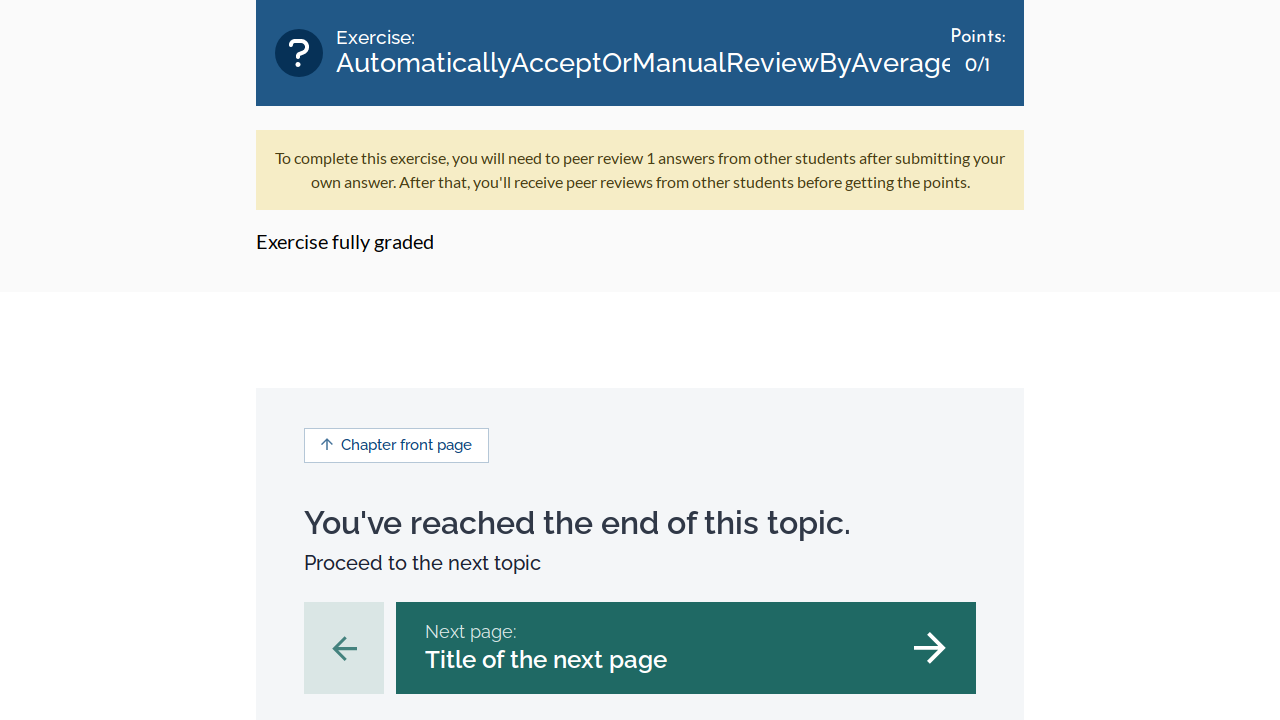 Exercise:
AutomaticallyAcceptOrManualReviewByAverage
Points:
0/1
To complete this exercise, you will need to peer review 1 answers from other students after submitting your
own answer. After that, you'll receive peer reviews from other students before getting the points.
Exercise fully graded
Chapter front page
You've reached the end of this topic.
Proceed to the next topic
Next page:
Title of the next page